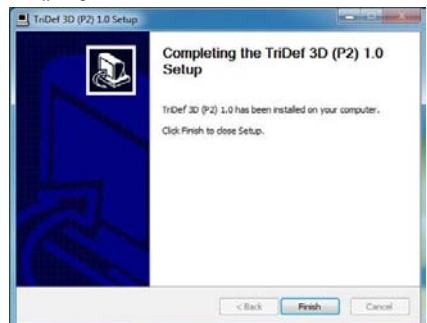 TriDef 3D (P2) 1.0 Setup
Completing the TriDef 3D (P2) 1.0
Setup
TriDef 3D (P2) 1.0 has been installed on your computer.
Click Finish to close Setup.
< Back
Finish
Cancel